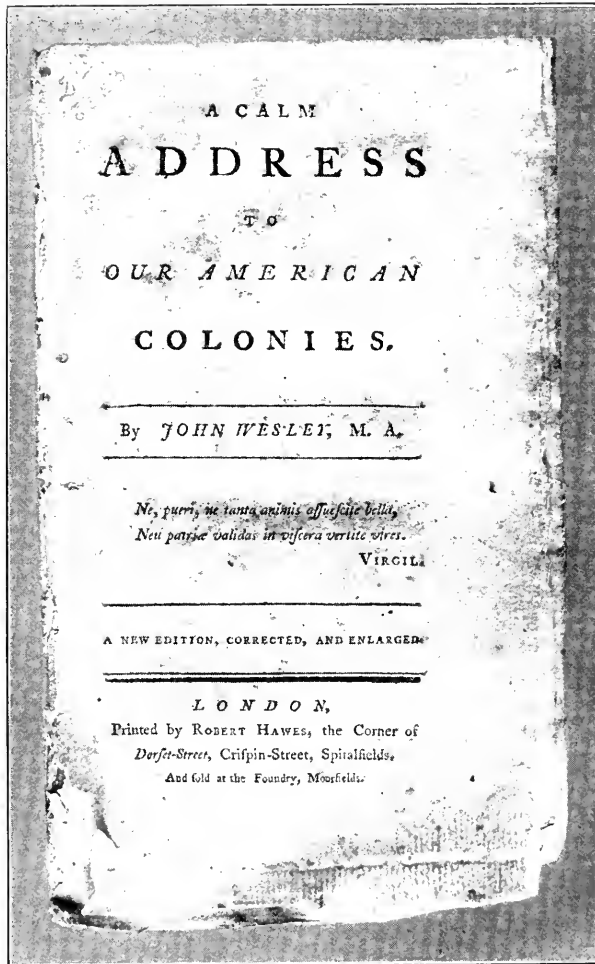 A CALM
ADDRESS
TO
OUR AMERICAN
COLONIES.
By JOHN WESLEY, M. A.
Ne, pueri, ne tanta animis aſſueſcite bella,
Neu patriæ validas in viſcera vertite vires.
VIRGIL.
A NEW EDITION, CORRECTED, AND ENLARGED.
LONDON,
Printed by ROBERT HAWES, the Corner of
Dorſet-Street, Criſpin-Street, Spitalfields.
And ſold at the Foundry, Moorfields.